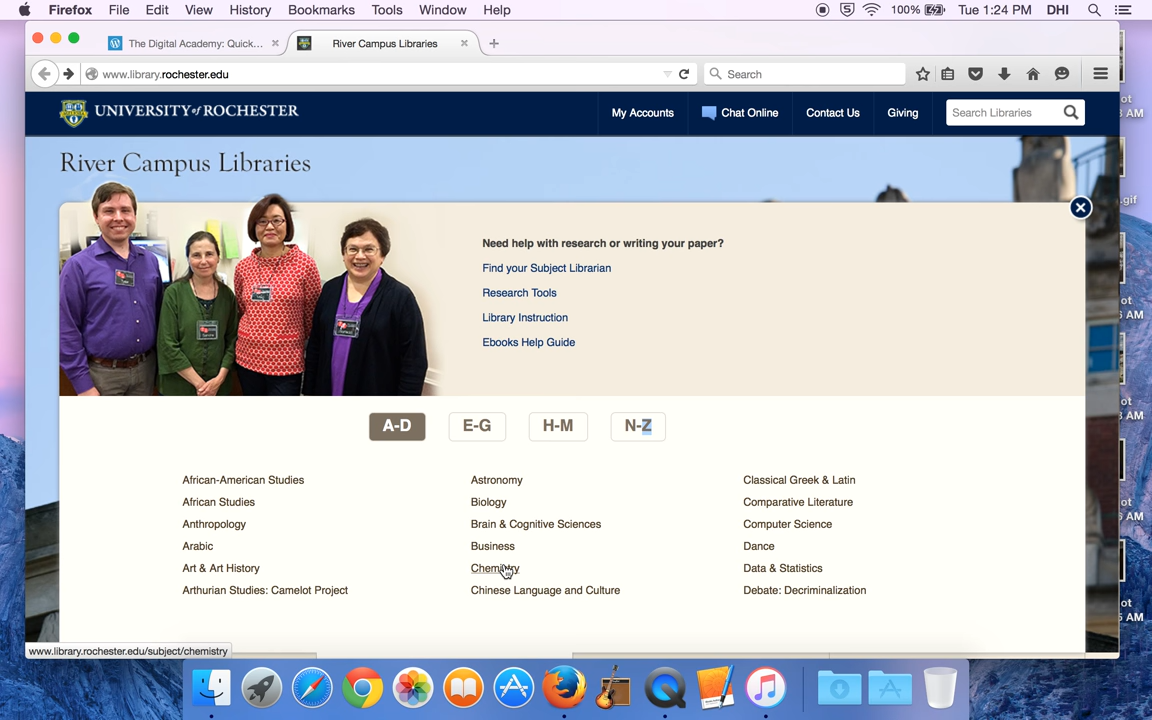 Firefox File Edit View History Bookmarks Tools Window Help 100% Tue 1:24 PM DHI
The Digital Academy: Quick... River Campus Libraries
www.library.rochester.edu Search
UNIVERSITY of ROCHESTER My Accounts Chat Online Contact Us Giving Search Libraries
River Campus Libraries
Need help with research or writing your paper?
Find your Subject Librarian
Research Tools
Library Instruction
Ebooks Help Guide
A-D E-G H-M N-Z
African-American Studies Astronomy Classical Greek & Latin
African Studies Biology Comparative Literature
Anthropology Brain & Cognitive Sciences Computer Science
Arabic Business Dance
Art & Art History Chemistry Data & Statistics
Arthurian Studies: Camelot Project Chinese Language and Culture Debate: Decriminalization
www.library.rochester.edu/subject/chemistry